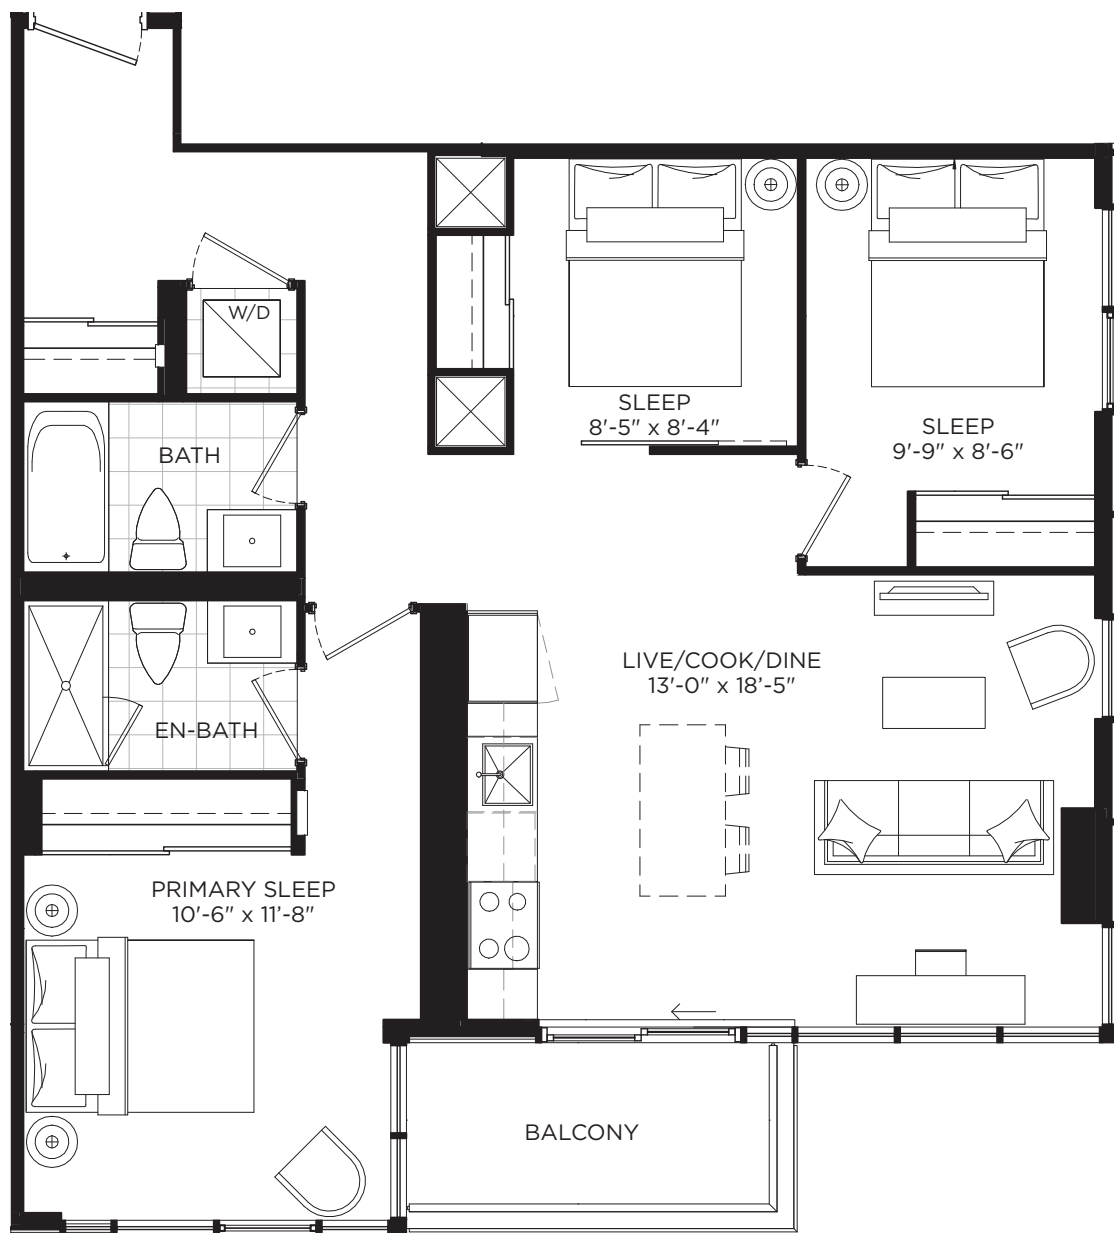 W/D
SLEEP
8'-5" x 8'-4"
SLEEP
9'-9" x 8'-6"
BATH
LIVE/COOK/DINE
13'-0" x 18'-5"
EN-BATH
PRIMARY SLEEP
10'-6" x 11'-8"
BALCONY